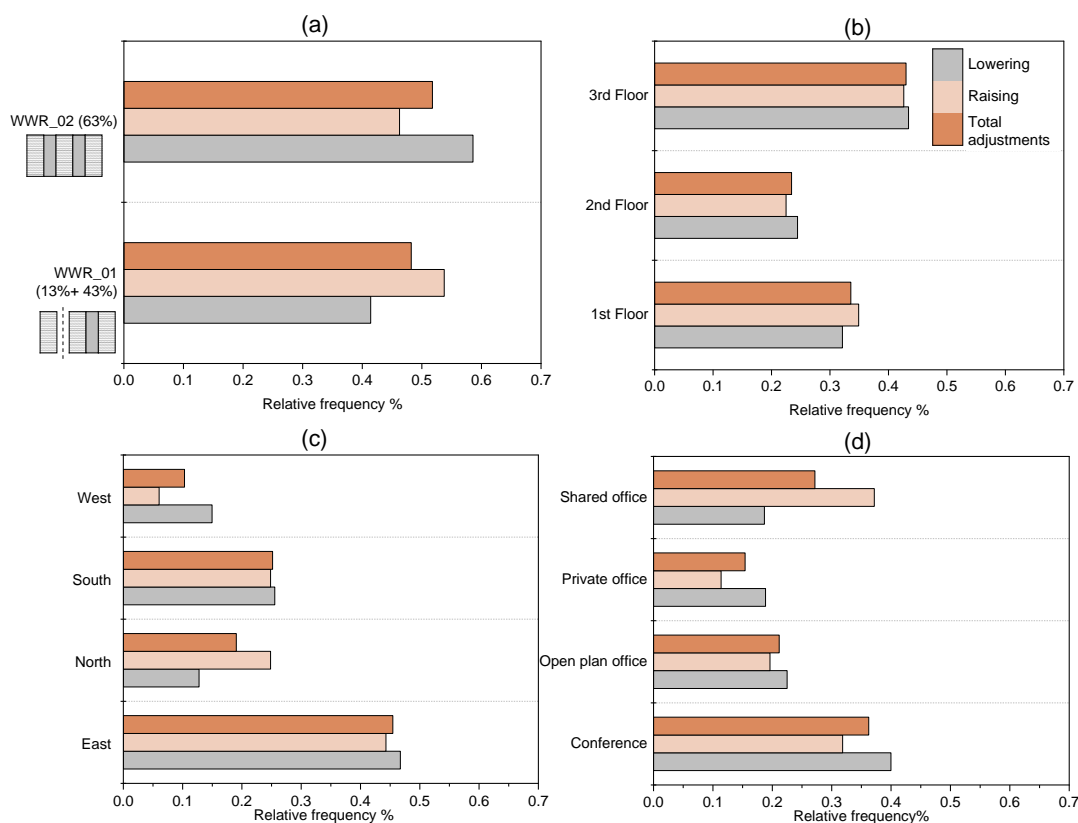 (a)
WWR_02 (63%)
WWR_01
(13%+ 43%)
0.0 0.1 0.2 0.3 0.4 0.5 0.6 0.7
Relative frequency %
(b)
Lowering
Raising
Total
adjustments
3rd Floor
2nd Floor
1st Floor
0.0 0.1 0.2 0.3 0.4 0.5 0.6 0.7
Relative frequency %
(c)
West
South
North
East
0.0 0.1 0.2 0.3 0.4 0.5 0.6 0.7
Relative frequency %
(d)
Shared office
Private office
Open plan office
Conference
0.0 0.1 0.2 0.3 0.4 0.5 0.6 0.7
Relative frequency%